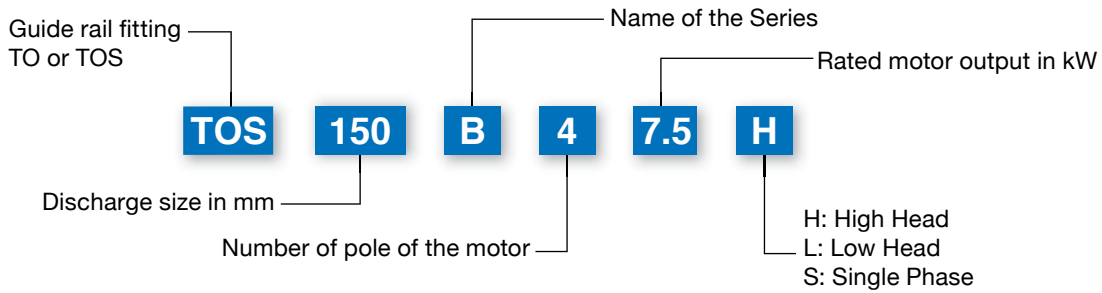 Name of the Series
Guide rail fitting
TO or TOS
Rated motor output in kW
TOS 150 B 4 7.5 H
Discharge size in mm
Number of pole of the motor
H: High Head
L: Low Head
S: Single Phase